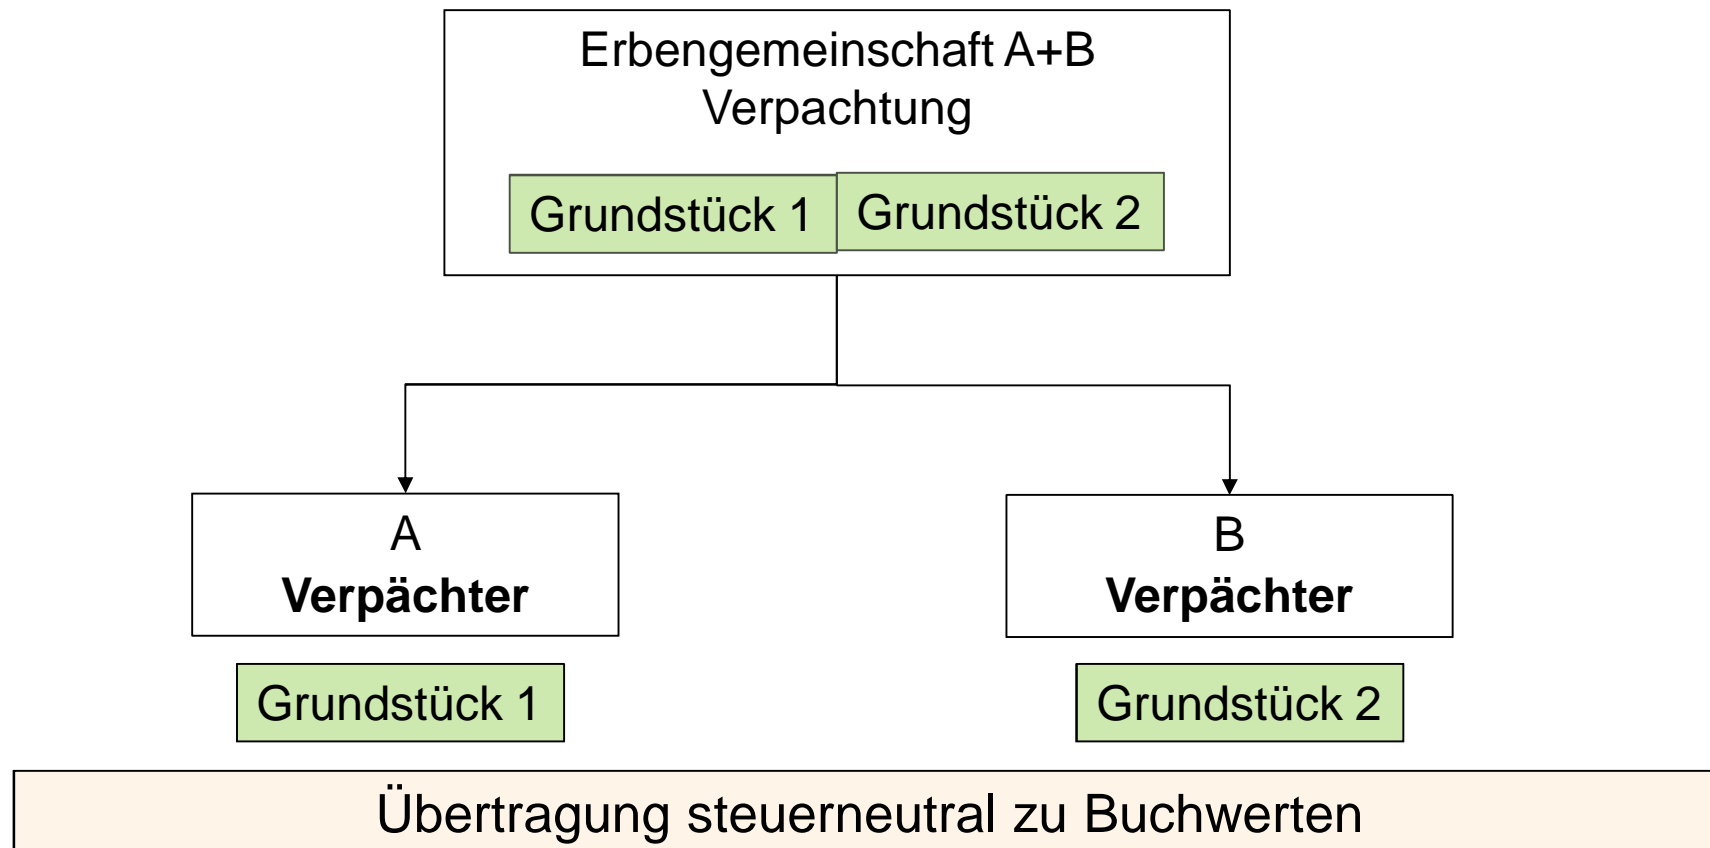 Erbengemeinschaft A+B
Verpachtung
Grundstück 1
Grundstück 2
A
Verpächter
B
Verpächter
Grundstück 1
Grundstück 2
Übertragung steuerneutral zu Buchwerten